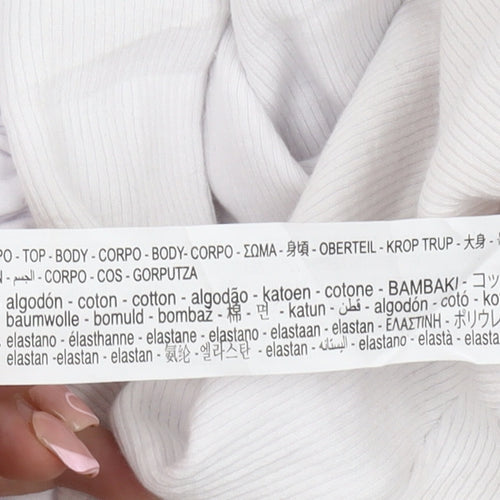 PO - TOP - BODY - CORPO - BODY- CORPO - ΣΩΜΑ - 身頃 - OBERTEIL - KROP TRUP - 大身 -
- الجسم - CORPO - COS - GORPUTZA
algodón - coton - cotton - algodão - katoen - cotone - BAMBAKI - コッ
baumwolle - bomuld - bombaž - 棉 - 면 - katun - قطن - algodón - cotó - ko
elastano - élasthanne - elastane - elastano - elastaan - elastan - ΕΛΑΣΤΙΝΗ - ポリウレ
elastan -elastan - elastan - 氨纶 - 엘라스탄 - elastan - اليستانه - elastano - elastà - elasta